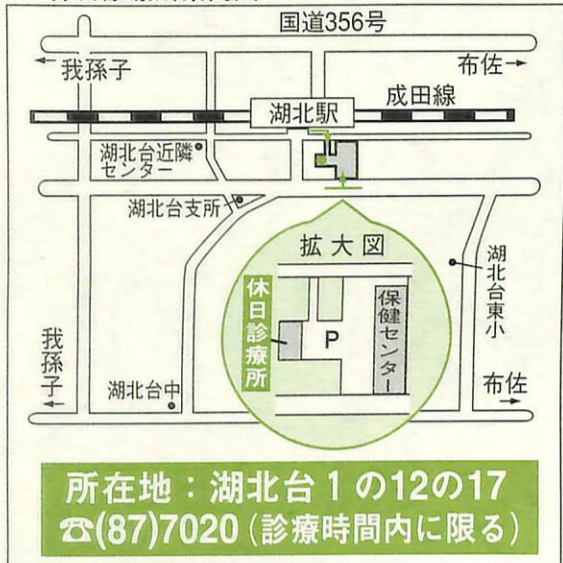 国道356号
我孫子
布佐
湖北駅
成田線
湖北台近隣
センター
湖北台支所
拡大図
休日診療所
P
保健センター
湖北台東小
我孫子
湖北台中
布佐
所在地：湖北台1の12の17
☎(87)7020(診療時間内に限る)